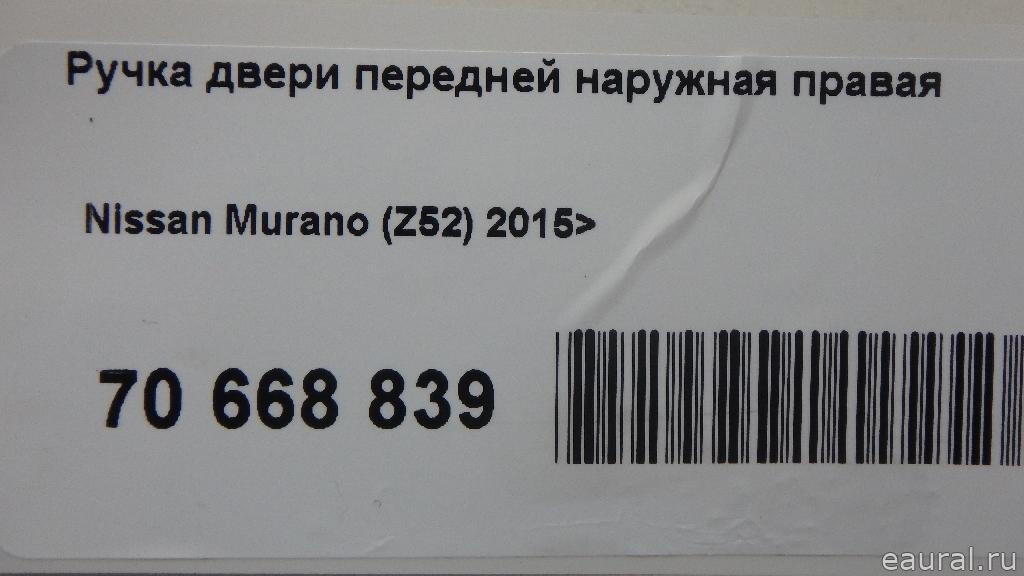 Ручка двери передней наружная правая
Nissan Murano (Z52) 2015>
70 668 839
eaural.ru